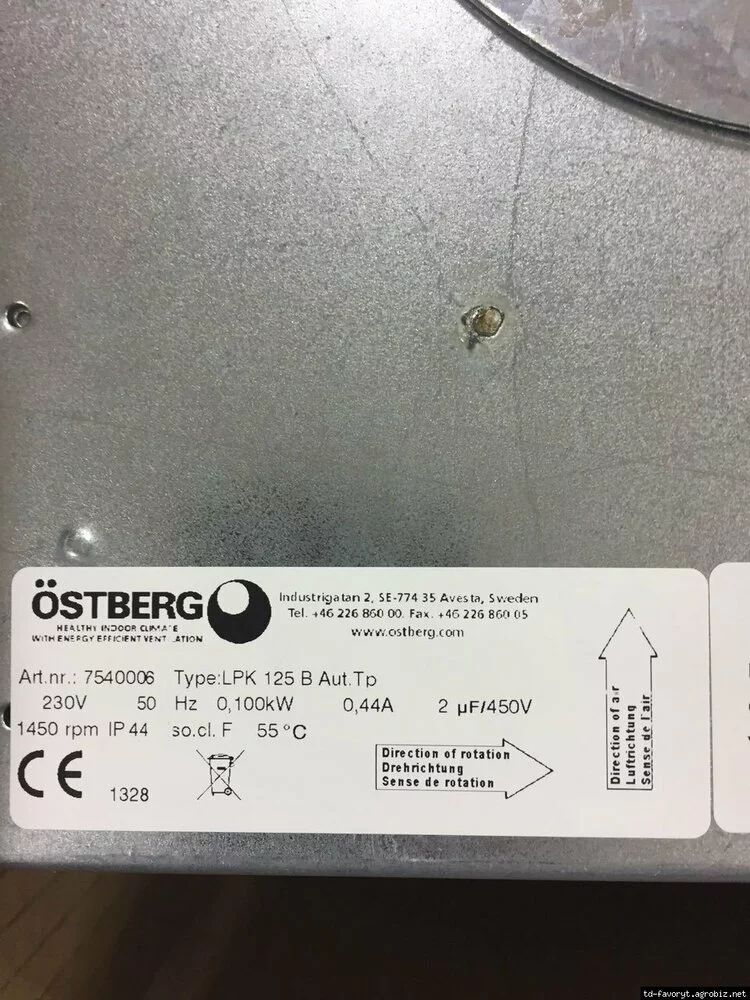 ÖSTBERG
HEALTHY INDOOR CLIMATE
WITH ENERGY EFFICIENT VENTILATION
Industrigatan 2, SE-774 35 Avesta, Sweden
Tel. +46 226 860 00. Fax. +46 226 860 05
www.ostberg.com
Art.nr.: 7540006 Type:LPK 125 B Aut.Tp
230V 50 Hz 0,100kW 0,44A 2 µF/450V
1450 rpm IP44 so.cl. F 55°C
CE 1328
Direction of rotation
Drehrichtung
Sense de rotation
Direction of air
Luftrichtung
Sense de l'air
td-favoryt.agrobiz.net